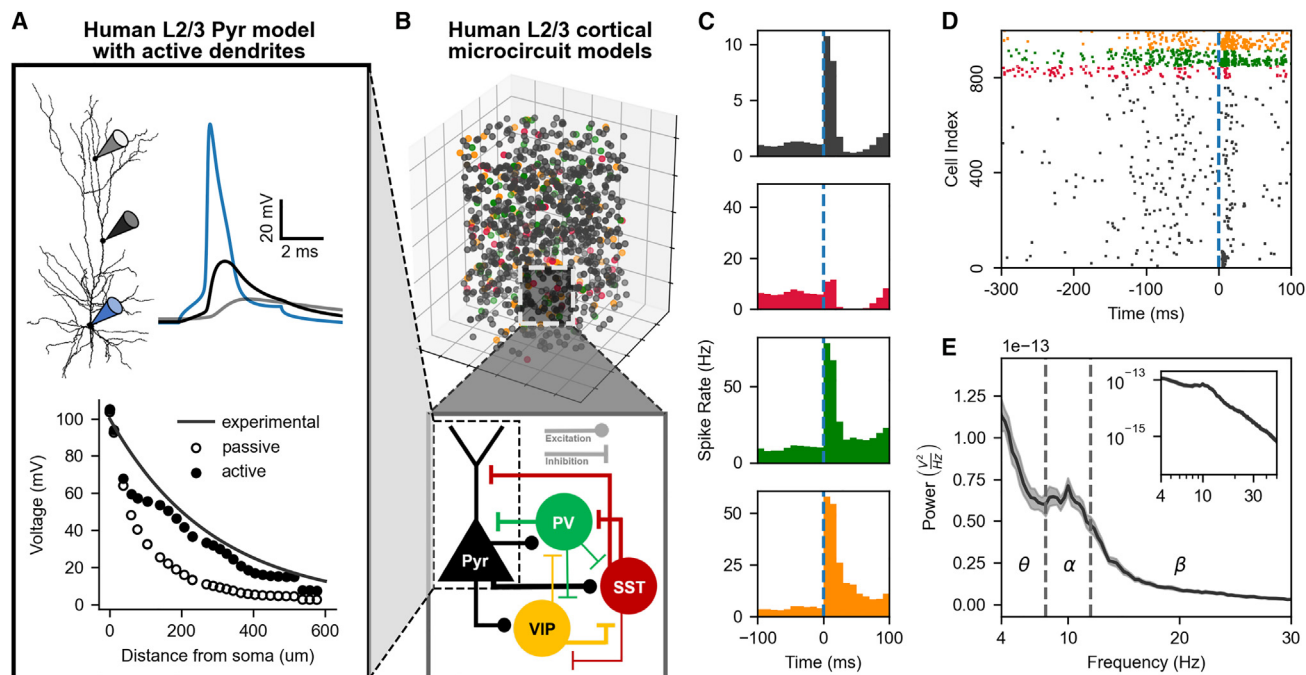 A
Human L2/3 Pyr model
with active dendrites
20 mV
2 ms
100
80
60
40
20
0
Voltage (mV)
experimental
passive
active
0
200
400
600
Distance from soma (um)
B
Human L2/3 cortical
microcircuit models
Excitation
Inhibition
PV
Pyr
SST
VIP
C
10
5
0
40
20
0
50
0
50
25
0
Spike Rate (Hz)
-100
0
100
Time (ms)
D
800
400
0
Cell Index
-300
-200
-100
0
100
Time (ms)
E
1e-13
1.25
1.00
0.75
0.50
0.25
0.00
Power (V²/Hz)
θ
α
β
10⁻¹³
10⁻¹⁵
4
10
30
4
10
20
30
Frequency (Hz)